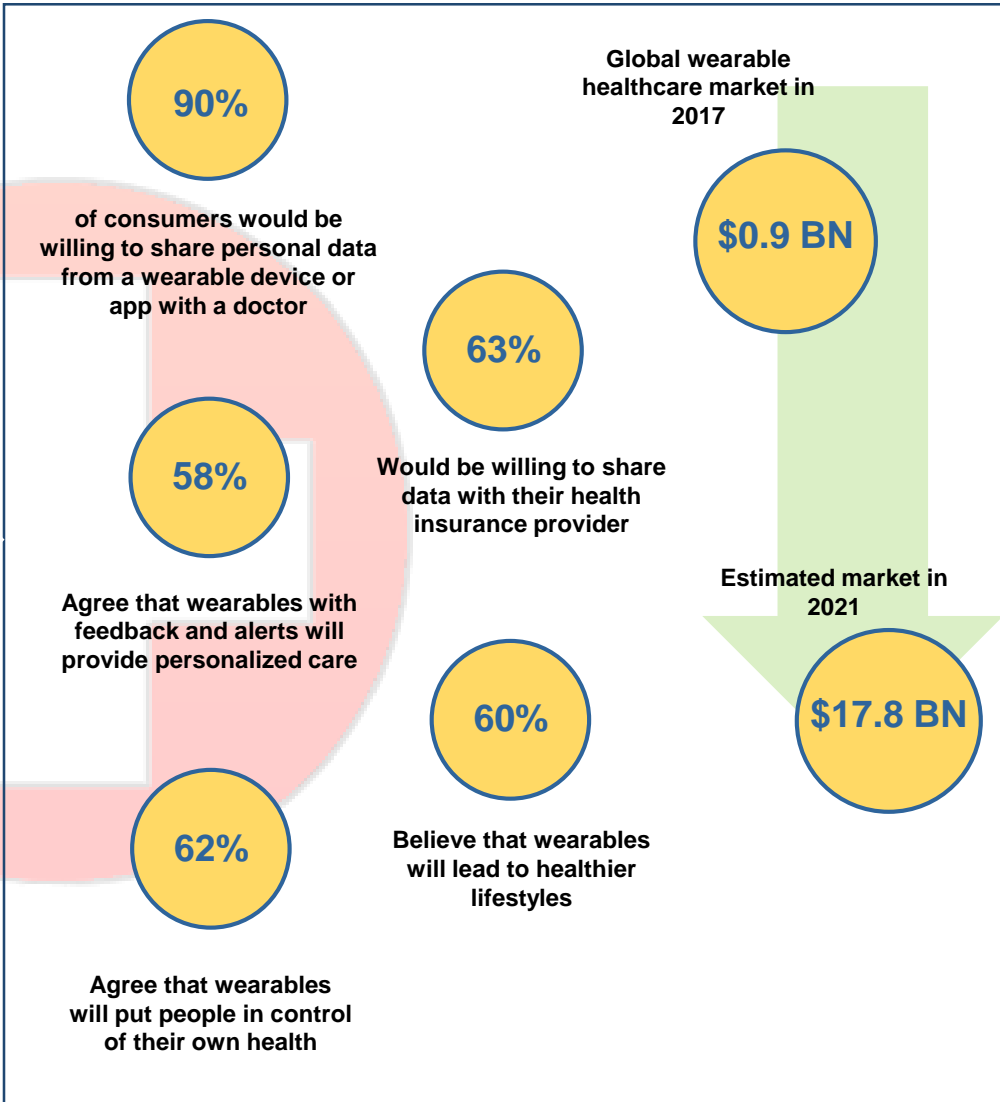 90%
of consumers would be
willing to share personal data
from a wearable device or
app with a doctor
63%
Would be willing to share
data with their health
insurance provider
58%
Agree that wearables with
feedback and alerts will
provide personalized care
60%
Believe that wearables
will lead to healthier
lifestyles
62%
Agree that wearables
will put people in control
of their own health
Global wearable
healthcare market in
2017
$0.9 BN
Estimated market in
2021
$17.8 BN